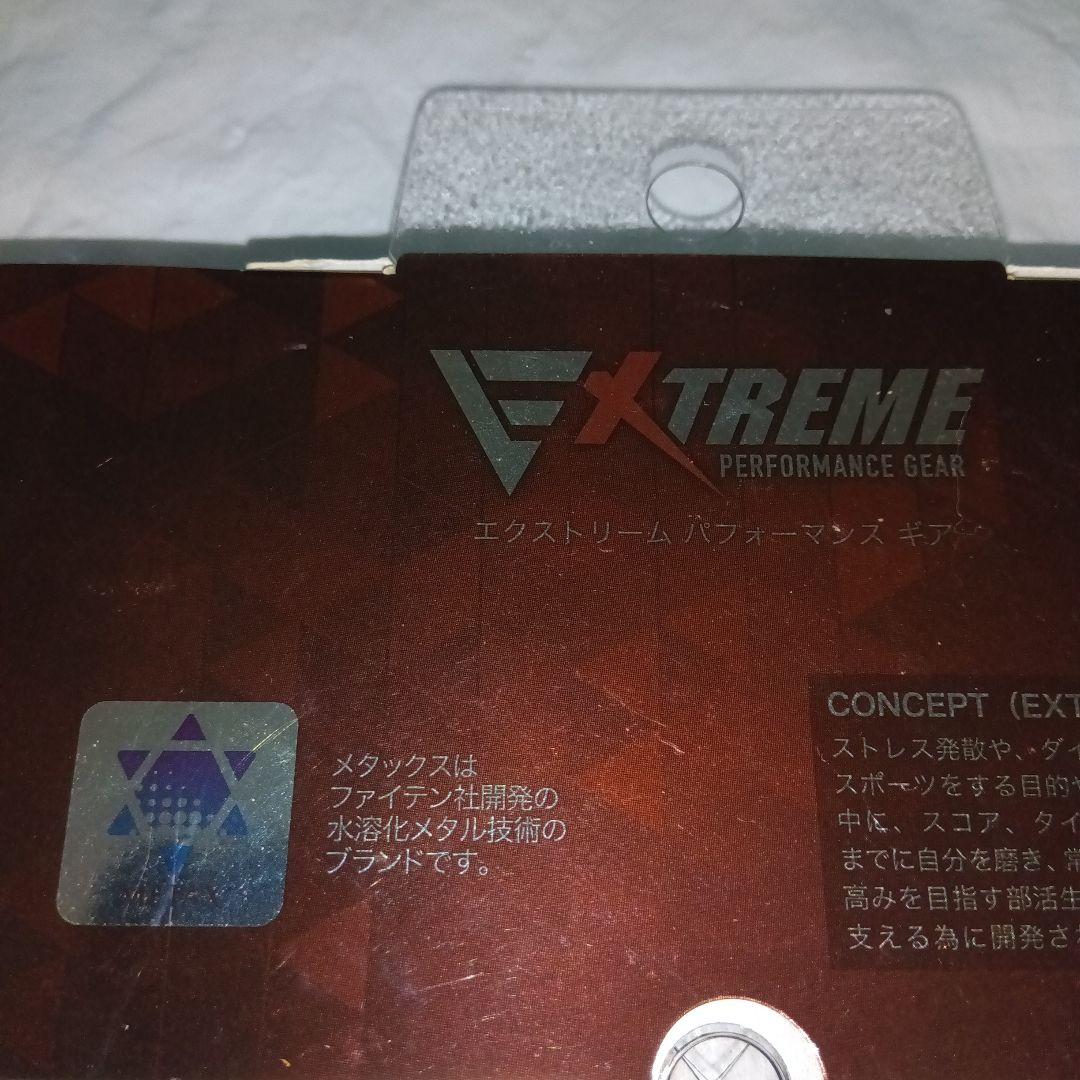 EXTREME
PERFORMANCE GEAR
エクストリーム パフォーマンス ギア
メタックスは
ファイテン社開発の
水溶化メタル技術の
ブランドです。
CONCEPT (EXT
ストレス発散や、ダイ
スポーツをする目的や
中に、スコア、タイ
までに自分を磨き、常
高みを目指す部活生
支える為に開発さ